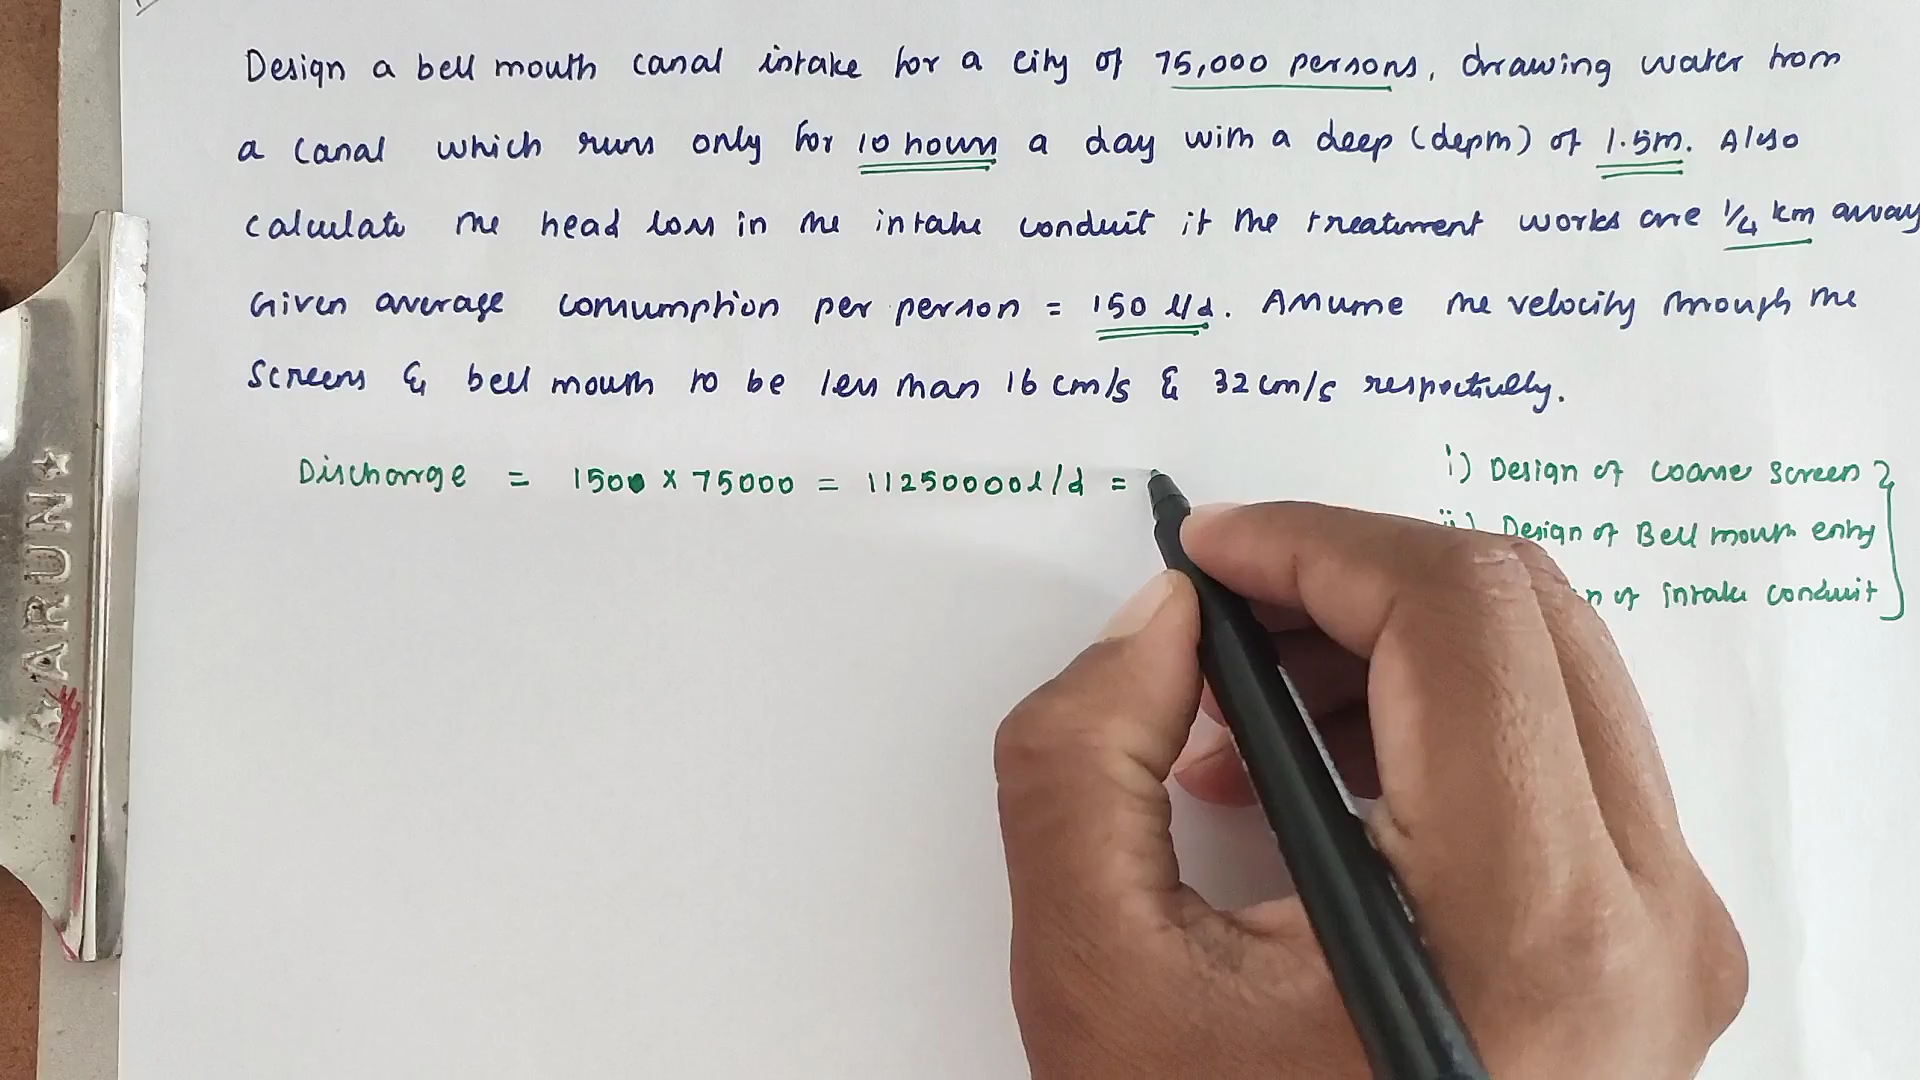 Design a bell mouth canal intake for a city of 75,000 persons, drawing water from
a canal which runs only for 10 hours a day with a deep (depth) of 1.5m. Also
calculate the head loss in the intake conduit if the treatment works are 1/4 km away
Given average consumption per person = 150 l/d. Assume the velocity through the
screens & bell mouth to be less than 16 cm/s & 32 cm/s respectively.
Discharge = 1500 x 75000 = 11250000 l/d =
i) Design of coarse screen
ii) Design of Bell mouth entry
of intake conduit
ARUN